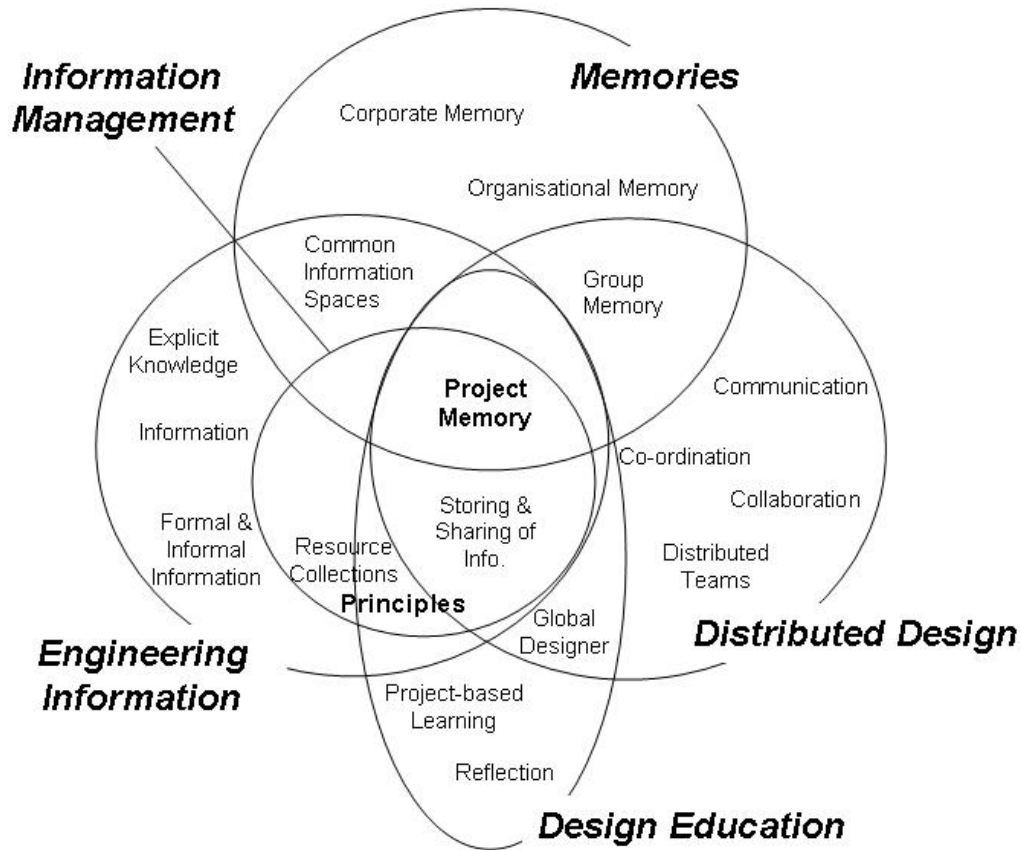 Information
Management
Memories
Corporate Memory
Organisational Memory
Common
Information
Spaces
Group
Memory
Explicit
Knowledge
Project
Memory
Communication
Information
Co-ordination
Collaboration
Storing &
Sharing of
Info.
Formal &
Informal
Information
Resource
Collections
Distributed
Teams
Principles
Global
Designer
Distributed Design
Engineering
Information
Project-based
Learning
Reflection
Design Education